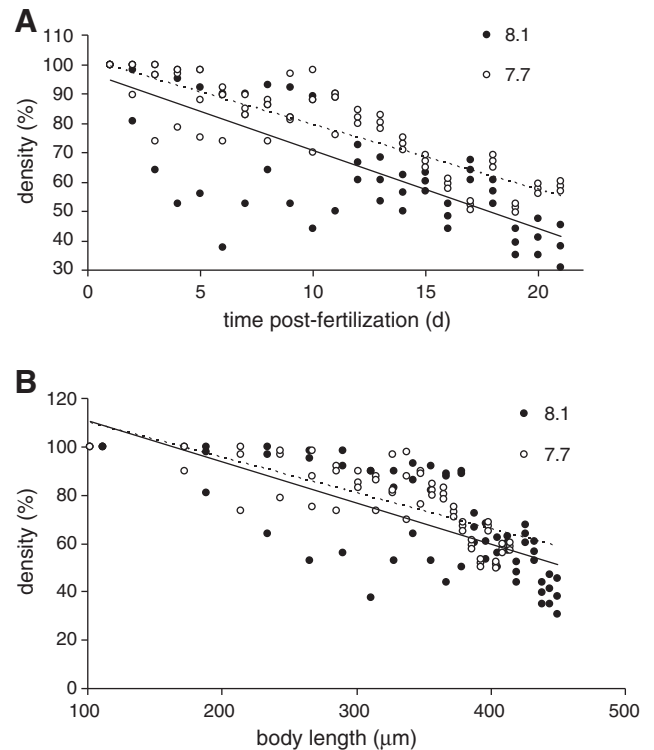 A
110
100
90
80
70
60
50
40
30
density (%)
8.1
7.7
0 5 10 15 20
time post-fertilization (d)
B
120
100
80
60
40
20
0
density (%)
8.1
7.7
100 200 300 400 500
body length (μm)